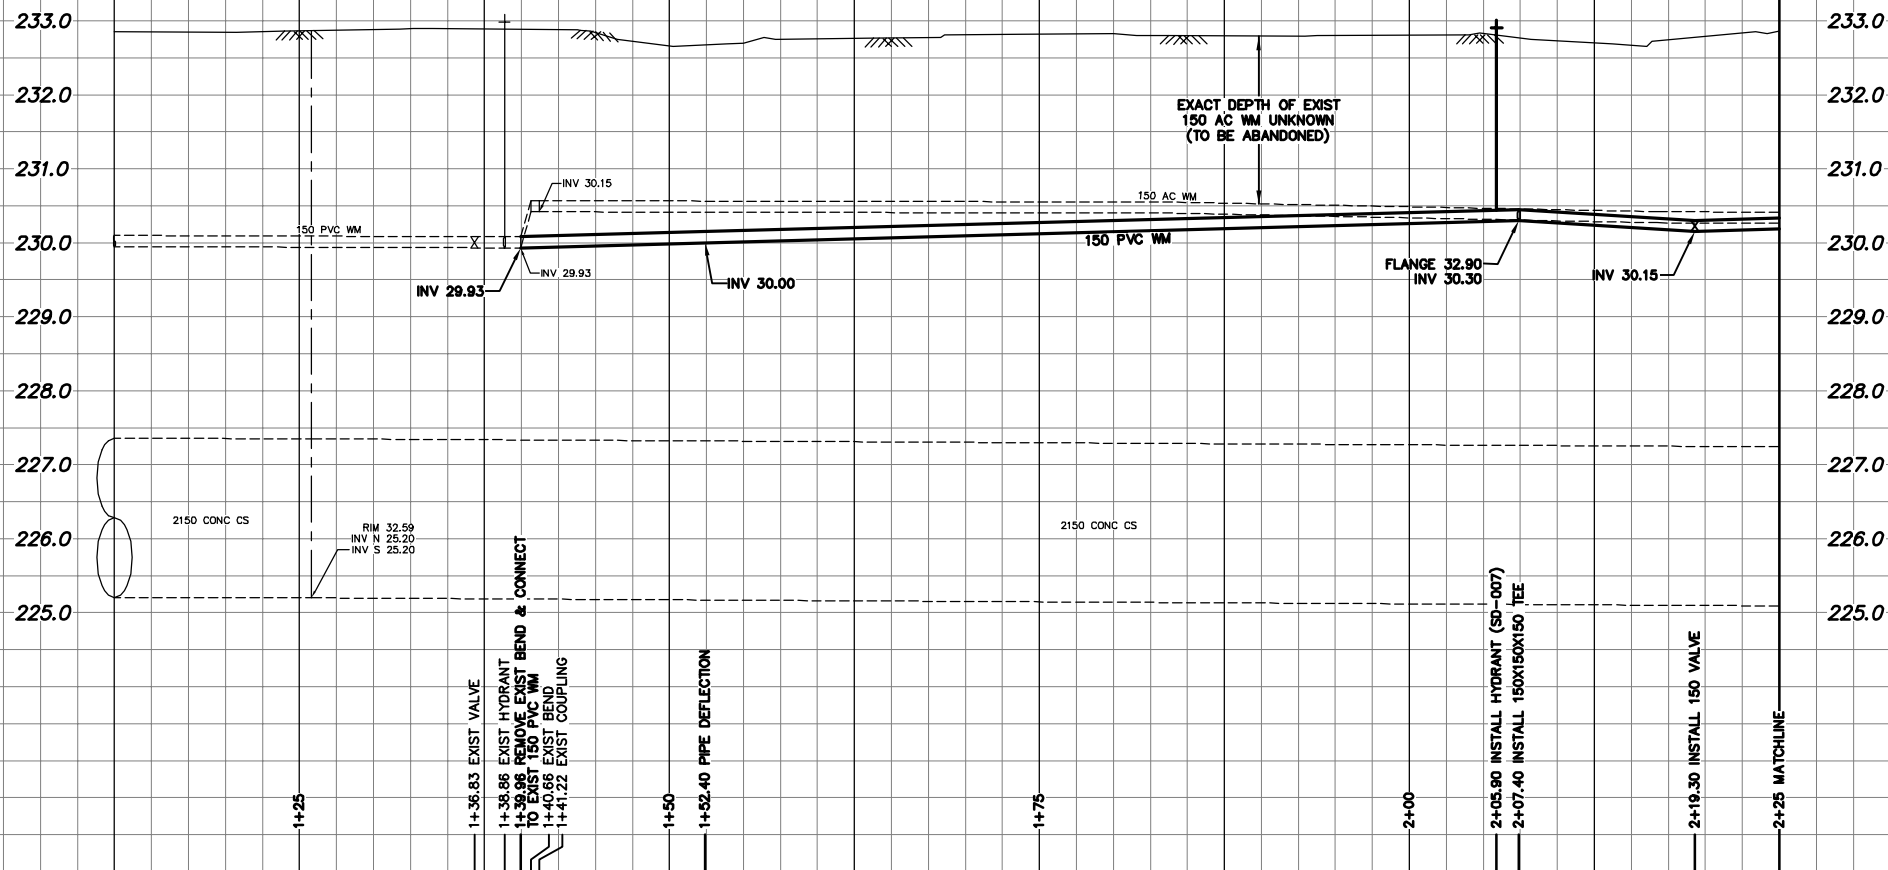 233.0
233.0
232.0
232.0
EXACT DEPTH OF EXIST
150 AC WM UNKNOWN
(TO BE ABANDONED)
231.0
231.0
INV 30.15
150 AC WM
150 PVC WM
230.0
230.0
150 PVC WM
INV 29.93
INV 29.93
INV 30.00
FLANGE 32.90
INV 30.30
INV 30.15
229.0
229.0
228.0
228.0
227.0
227.0
2150 CONC CS
2150 CONC CS
RIM 32.59
INV N 25.20
INV S 25.20
226.0
226.0
225.0
225.0
1+25
1+36.83 EXIST VALVE
1+38.86 EXIST HYDRANT
1+39.96 REMOVE EXIST BEND & CONNECT
TO EXIST 150 PVC WM
1+40.66 EXIST BEND
1+41.22 EXIST COUPLING
1+50
1+52.40 PIPE DEFLECTION
1+75
2+00
2+05.90 INSTALL HYDRANT (SD-007)
2+07.40 INSTALL 150X150X150 TEE
2+19.30 INSTALL 150 VALVE
2+25 MATCHLINE